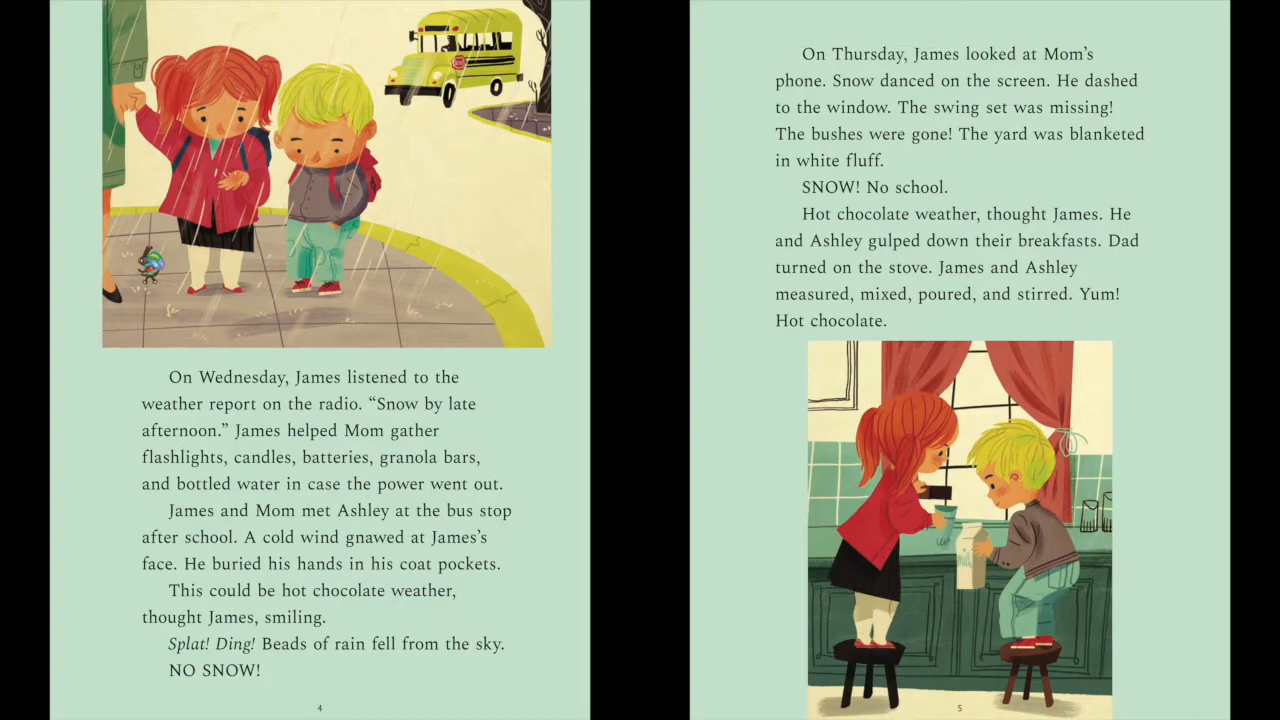 On Wednesday, James listened to the
weather report on the radio. “Snow by late
afternoon.” James helped Mom gather
flashlights, candles, batteries, granola bars,
and bottled water in case the power went out.
James and Mom met Ashley at the bus stop
after school. A cold wind gnawed at James’s
face. He buried his hands in his coat pockets.
This could be hot chocolate weather,
thought James, smiling.
Splat! Ding! Beads of rain fell from the sky.
NO SNOW!
4
On Thursday, James looked at Mom’s
phone. Snow danced on the screen. He dashed
to the window. The swing set was missing!
The bushes were gone! The yard was blanketed
in white fluff.
SNOW! No school.
Hot chocolate weather, thought James. He
and Ashley gulped down their breakfasts. Dad
turned on the stove. James and Ashley
measured, mixed, poured, and stirred. Yum!
Hot chocolate.
5